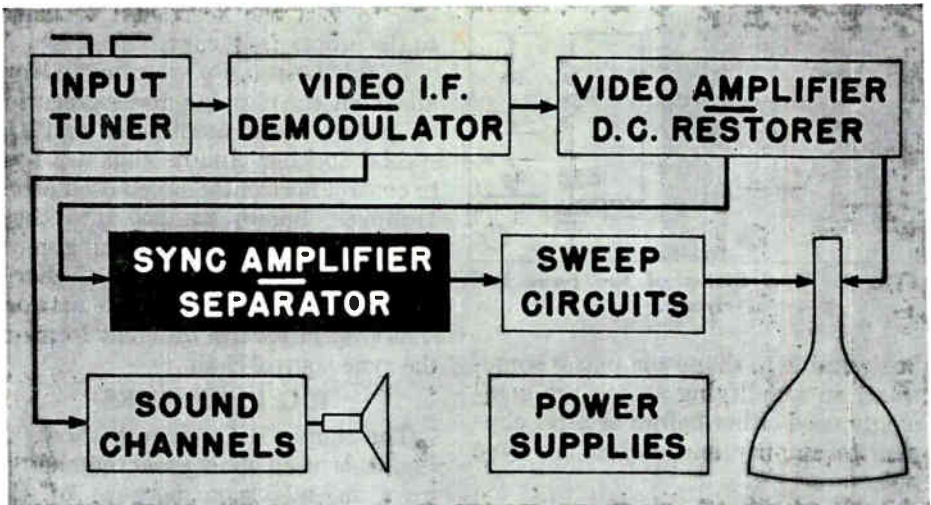 INPUT
TUNER
VIDEO I.F.
DEMODULATOR
VIDEO AMPLIFIER
D.C. RESTORER
SYNC AMPLIFIER
SEPARATOR
SWEEP
CIRCUITS
SOUND
CHANNELS
POWER
SUPPLIES